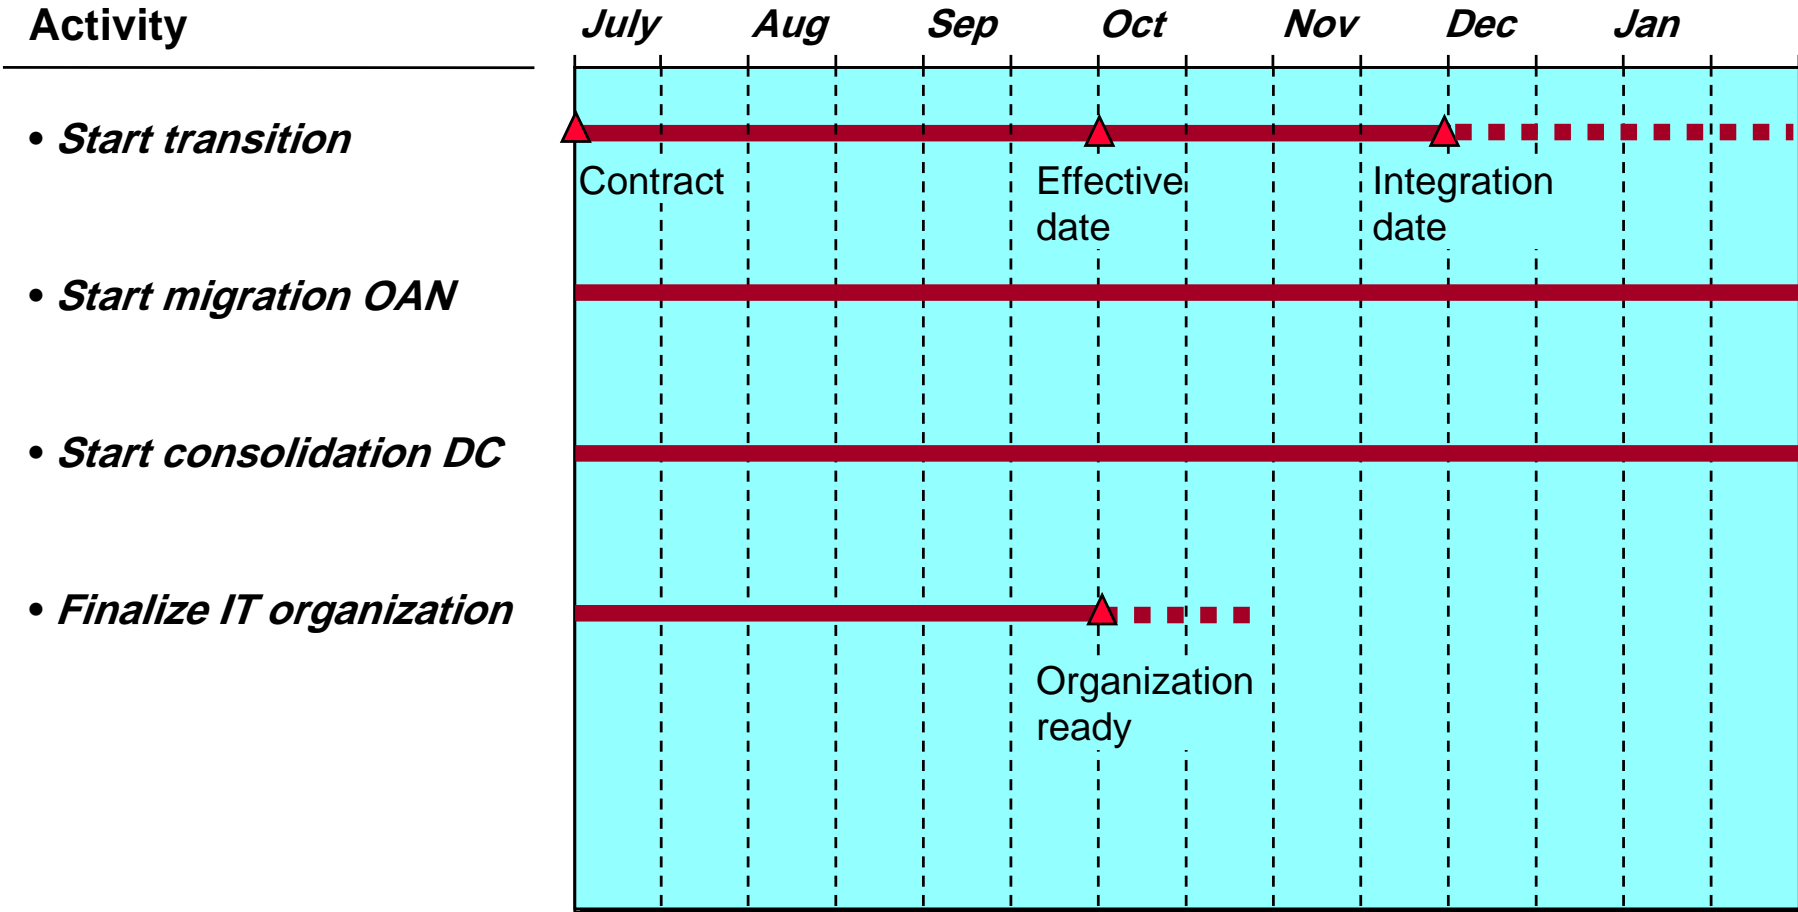 Activity July Aug Sep Oct Nov Dec Jan
• Start transition
Contract Effective Integration
date date
• Start migration OAN
• Start consolidation DC
• Finalize IT organization
Organization
ready